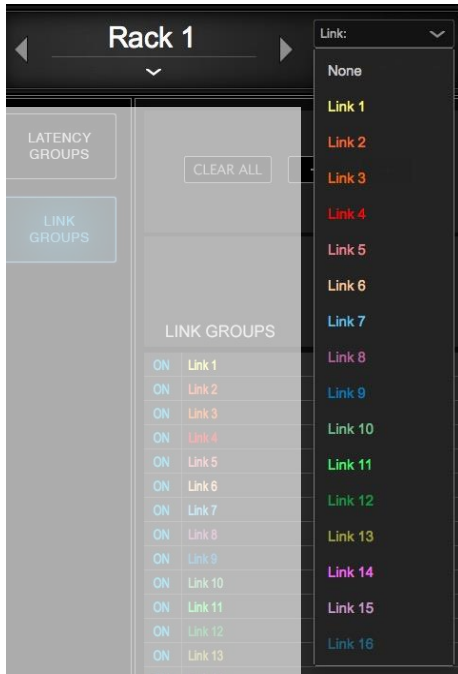 Rack 1
Link:
None
Link 1
Link 2
Link 3
Link 4
Link 5
Link 6
Link 7
Link 8
Link 9
Link 10
Link 11
Link 12
Link 13
Link 14
Link 15
Link 16
LATENCY
GROUPS
LINK
GROUPS
CLEAR ALL
LINK GROUPS
ON Link 1
ON Link 2
ON Link 3
ON Link 4
ON Link 5
ON Link 6
ON Link 7
ON Link 8
ON Link 9
ON Link 10
ON Link 11
ON Link 12
ON Link 13